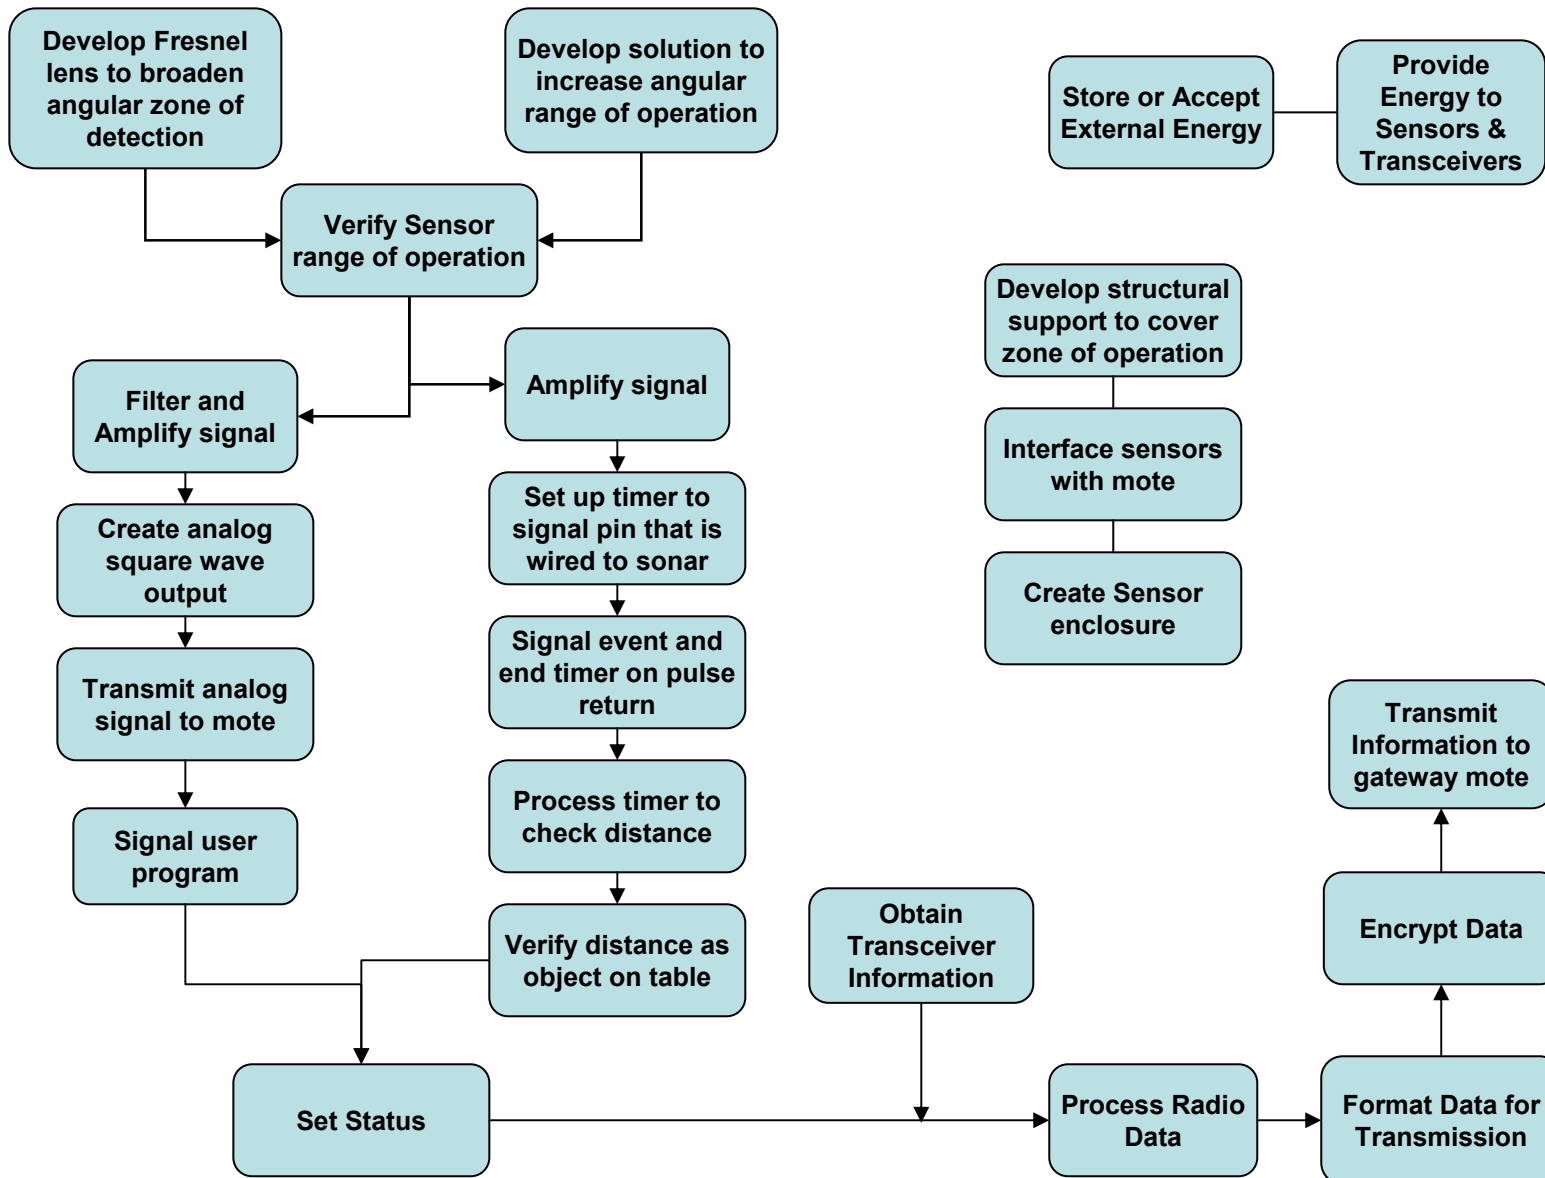 Develop Fresnel
lens to broaden
angular zone of
detection
Develop solution to
increase angular
range of operation
Store or Accept
External Energy
Provide
Energy to
Sensors &
Transceivers
Verify Sensor
range of operation
Develop structural
support to cover
zone of operation
Filter and
Amplify signal
Amplify signal
Interface sensors
with mote
Create analog
square wave
output
Set up timer to
signal pin that is
wired to sonar
Create Sensor
enclosure
Transmit analog
signal to mote
Signal event and
end timer on pulse
return
Transmit
Information to
gateway mote
Signal user
program
Process timer to
check distance
Obtain
Transceiver
Information
Encrypt Data
Verify distance as
object on table
Set Status
Process Radio
Data
Format Data for
Transmission